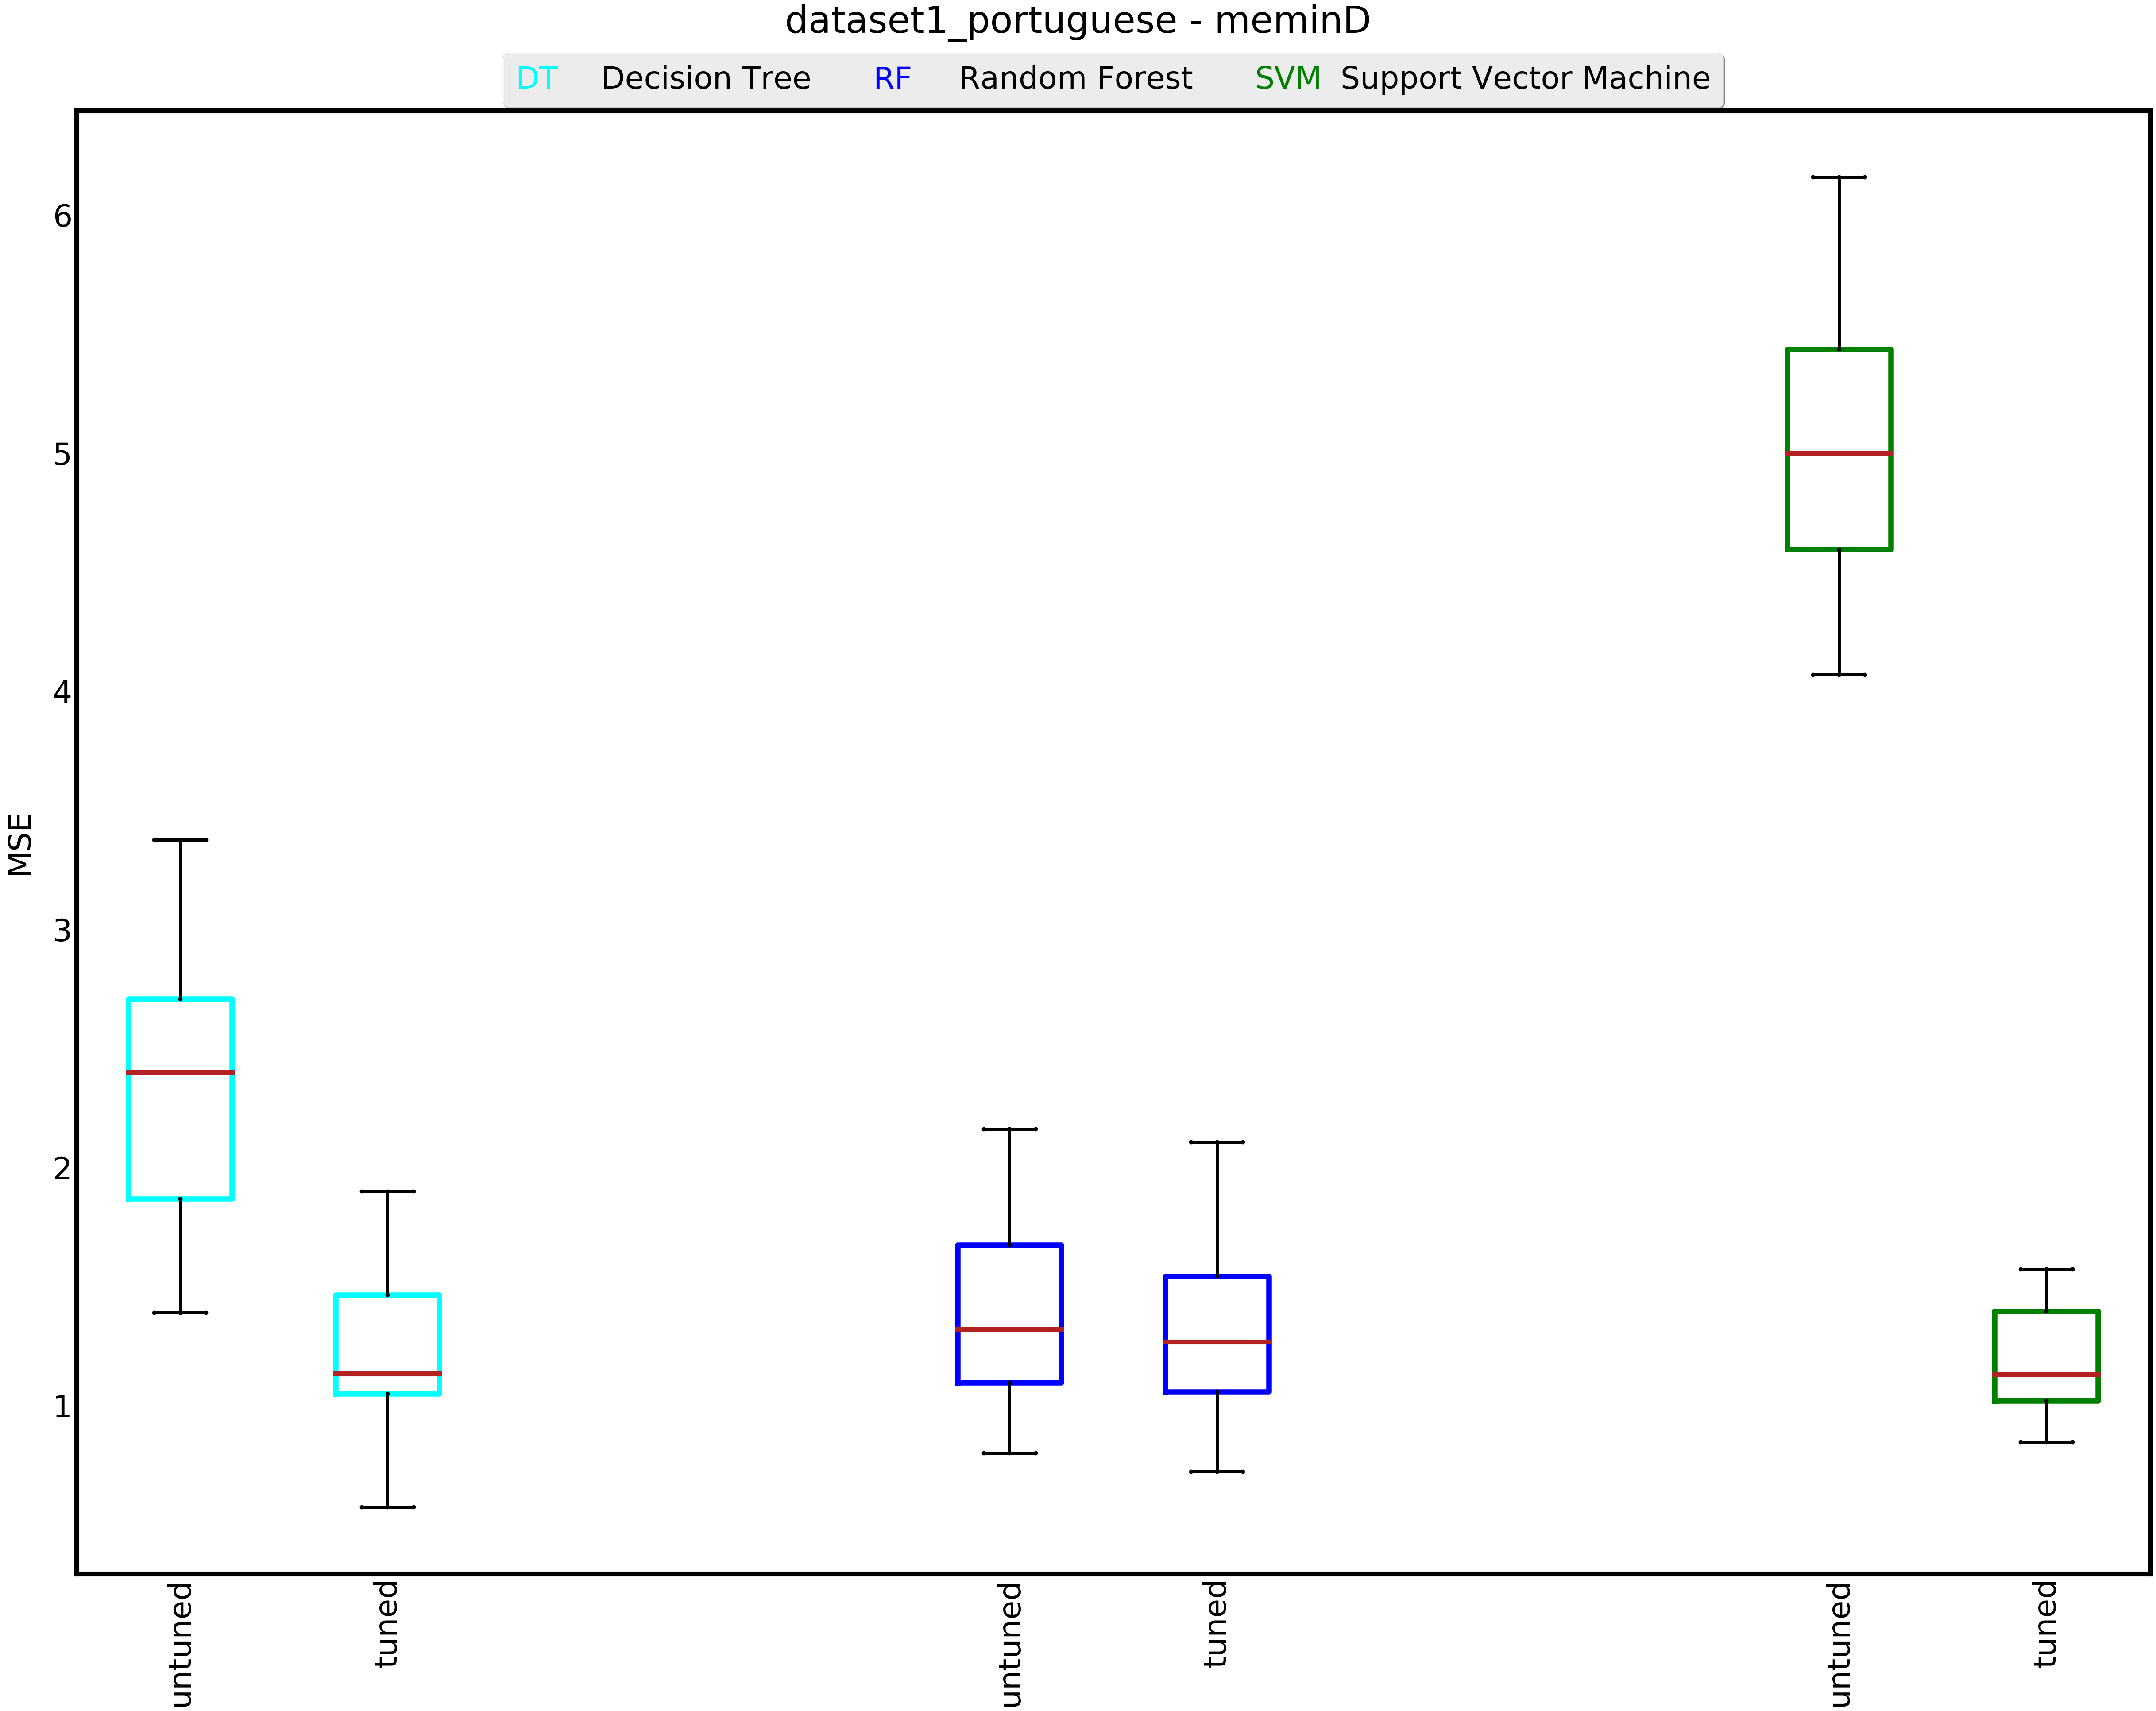 dataset1_portuguese - meminD
DT Decision Tree RF Random Forest SVM Support Vector Machine
6
5
4
3
2
1
MSE
untuned
tuned
untuned
tuned
untuned
tuned